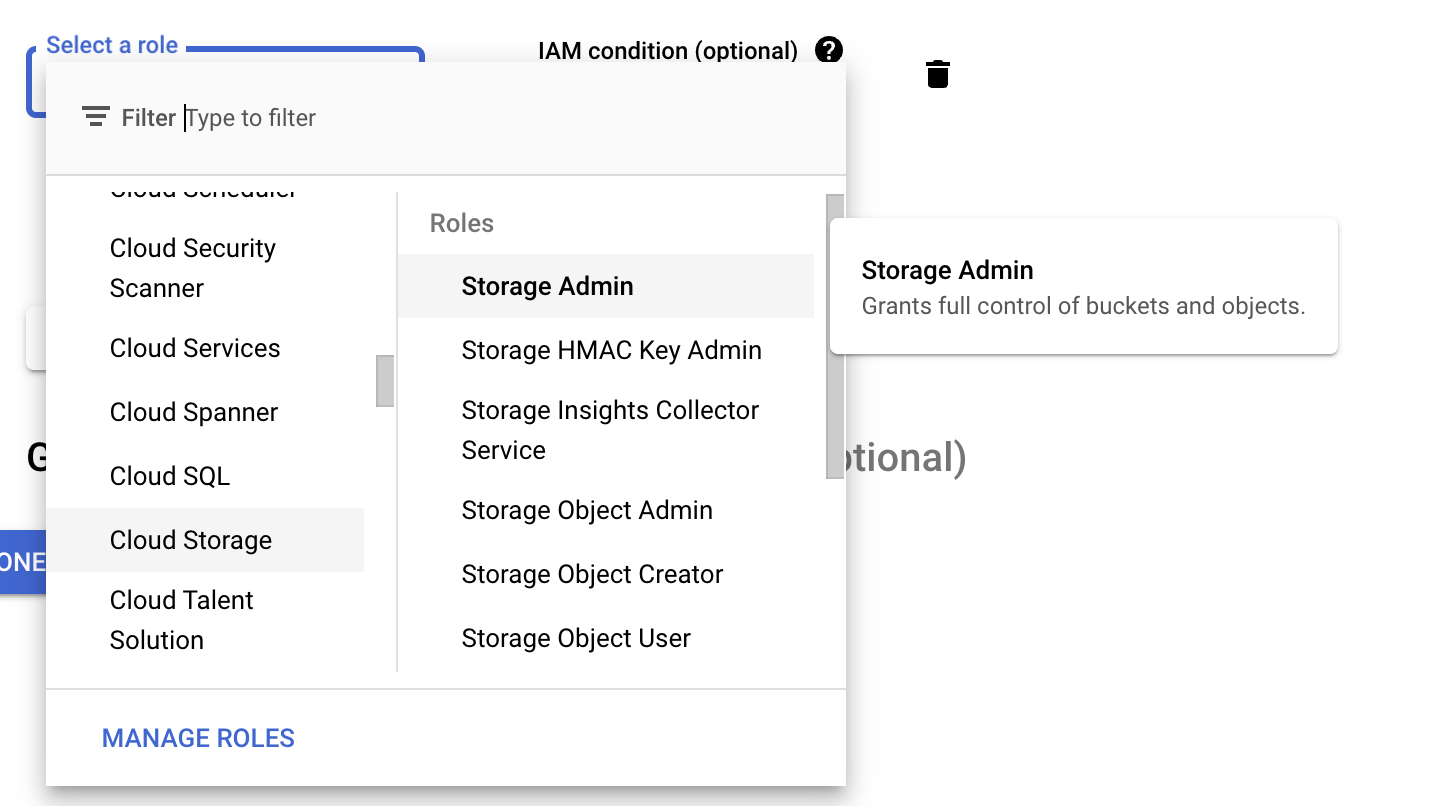 Select a role
IAM condition (optional)
Filter Type to filter
Cloud Scheduler
Cloud Security
Scanner
Cloud Services
Cloud Spanner
Cloud SQL
Cloud Storage
Cloud Talent
Solution
Roles
Storage Admin
Storage HMAC Key Admin
Storage Insights Collector
Service
Storage Object Admin
Storage Object Creator
Storage Object User
Storage Admin
Grants full control of buckets and objects.
G
ptional)
ONE
MANAGE ROLES